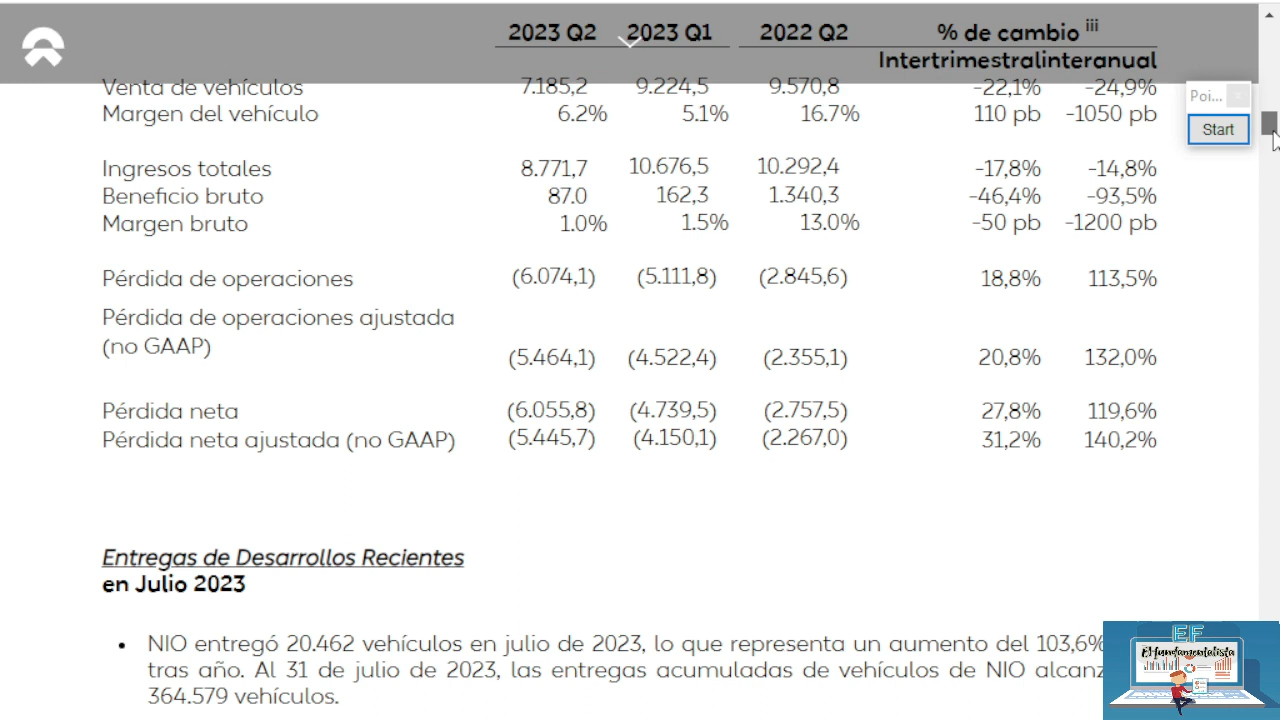 2023 Q2 2023 Q1 2022 Q2 % de cambio iii
Intertrimestralinteranual
Venta de vehículos 7.185,2 9.224,5 9.570,8 -22,1% -24,9%
Margen del vehículo 6.2% 5.1% 16.7% 110 pb -1050 pb
Ingresos totales 8.771,7 10.676,5 10.292,4 -17,8% -14,8%
Beneficio bruto 87.0 162,3 1.340,3 -46,4% -93,5%
Margen bruto 1.0% 1.5% 13.0% -50 pb -1200 pb
Pérdida de operaciones (6.074,1) (5.111,8) (2.845,6) 18,8% 113,5%
Pérdida de operaciones ajustada
(no GAAP) (5.464,1) (4.522,4) (2.355,1) 20,8% 132,0%
Pérdida neta (6.055,8) (4.739,5) (2.757,5) 27,8% 119,6%
Pérdida neta ajustada (no GAAP) (5.445,7) (4.150,1) (2.267,0) 31,2% 140,2%
Entregas de Desarrollos Recientes
en Julio 2023
• NIO entregó 20.462 vehículos en julio de 2023, lo que representa un aumento del 103,6%
tras año. Al 31 de julio de 2023, las entregas acumuladas de vehículos de NIO alcanz
364.579 vehículos.
Poi...
Start
EF
El fundamentalista